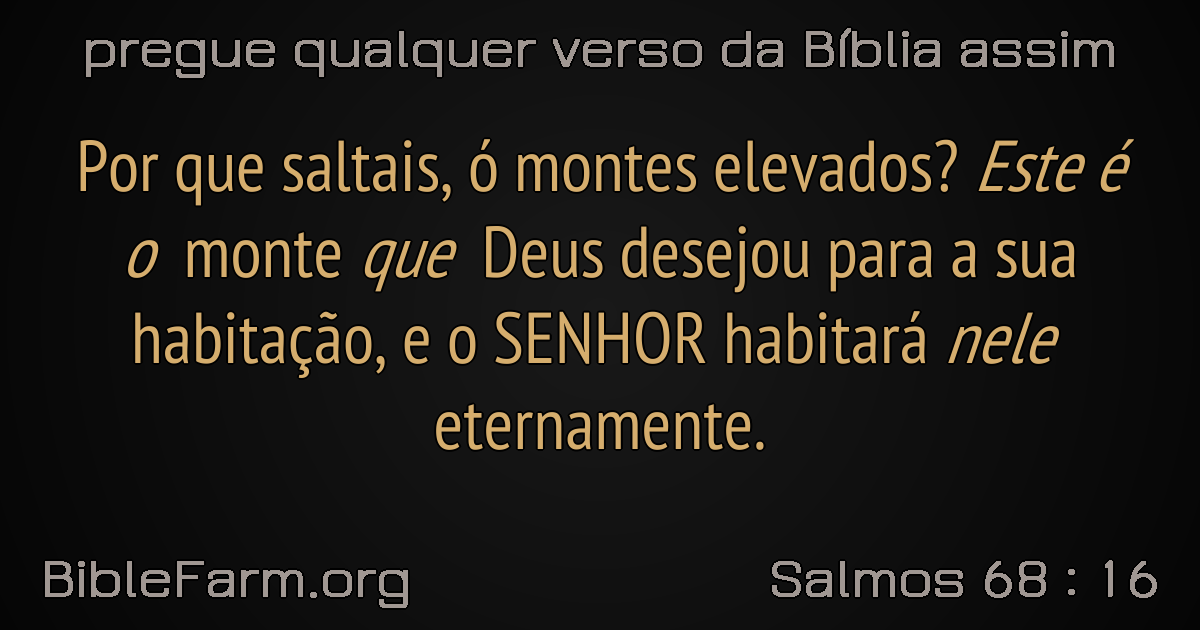 pregue qualquer verso da Bíblia assim
Por que saltais, ó montes elevados? Este é
o monte que Deus desejou para a sua
habitação, e o SENHOR habitará nele
eternamente.
BibleFarm.org
Salmos 68 : 16